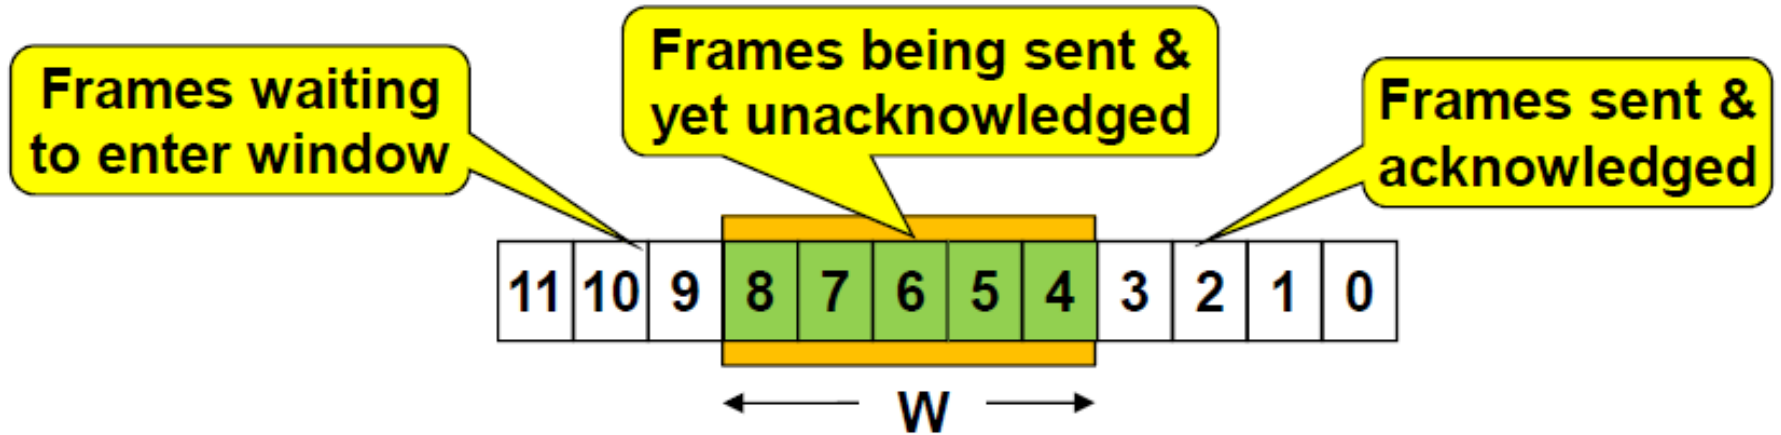 Frames waiting
to enter window
Frames being sent &
yet unacknowledged
Frames sent &
acknowledged
11 10 9 8 7 6 5 4 3 2 1 0
W